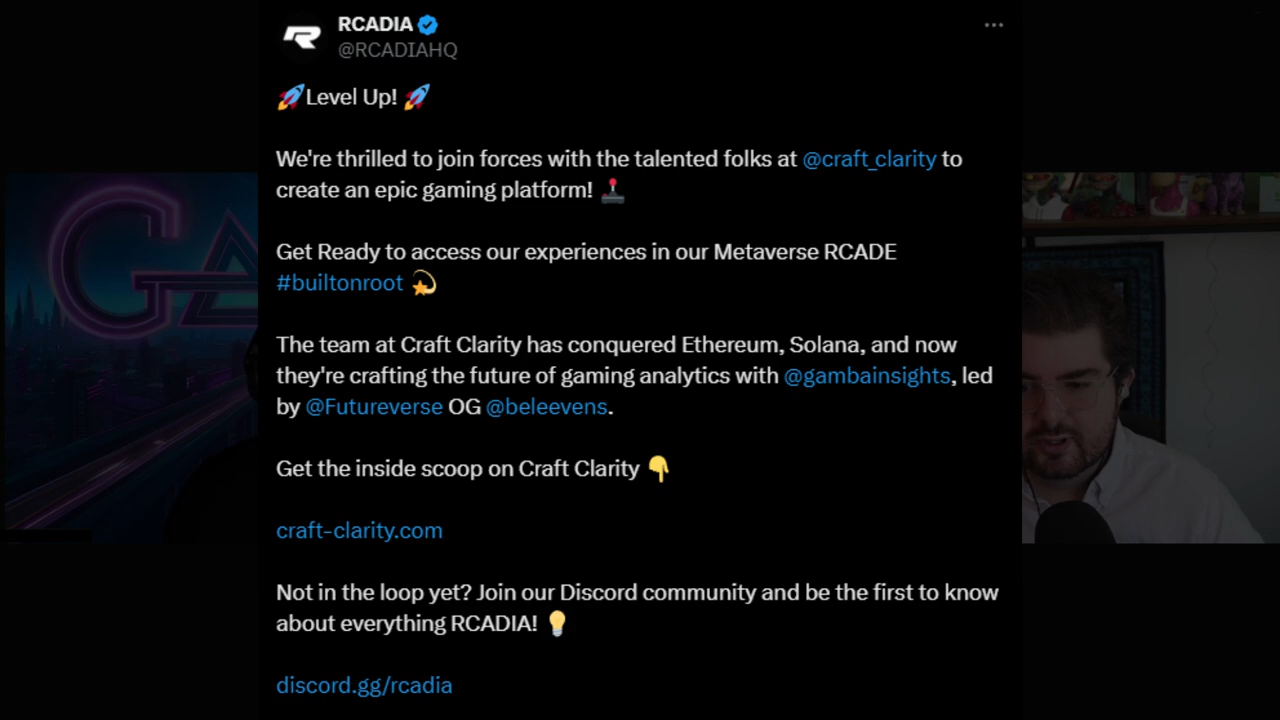 RCADIA
@RCADIAHQ
🚀Level Up! 🚀
We're thrilled to join forces with the talented folks at @craft_clarity to
create an epic gaming platform! 🕹️
Get Ready to access our experiences in our Metaverse RCADE
#builtonroot 💫
The team at Craft Clarity has conquered Ethereum, Solana, and now
they're crafting the future of gaming analytics with @gambainsights, led
by @Futureverse OG @beleevens.
Get the inside scoop on Craft Clarity 👇
craft-clarity.com
Not in the loop yet? Join our Discord community and be the first to know
about everything RCADIA! 💡
discord.gg/rcadia